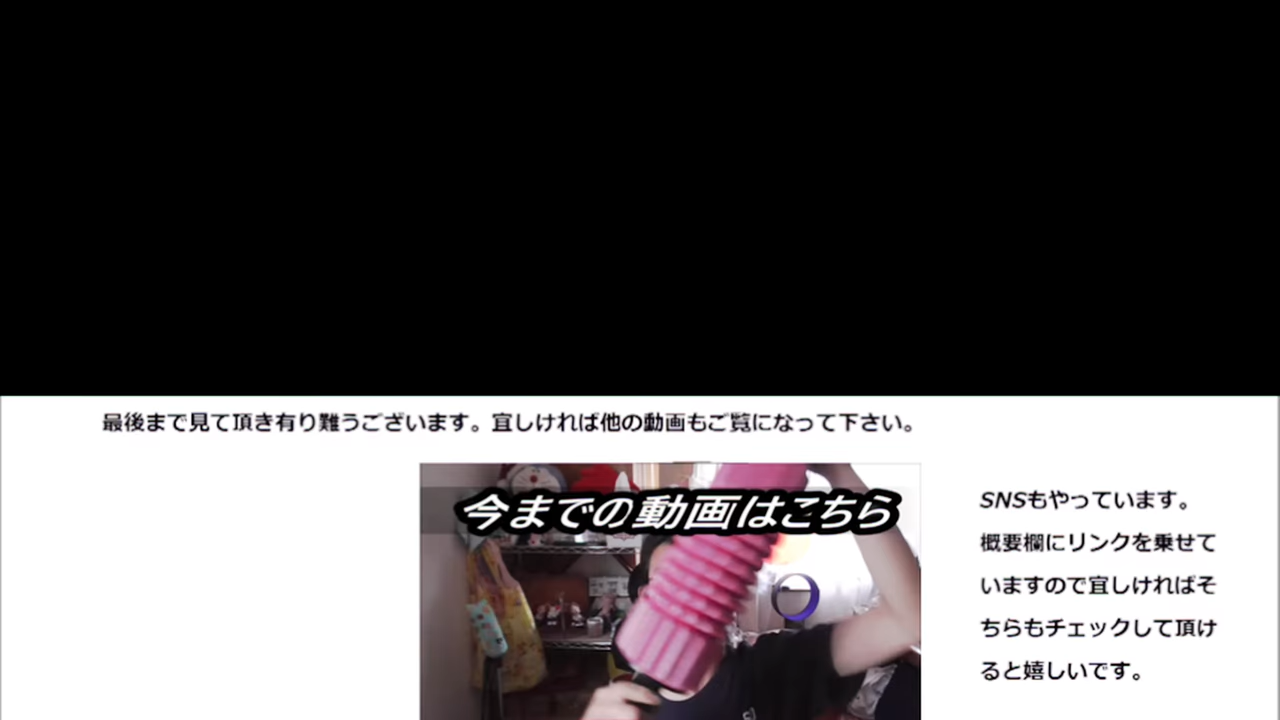 最後まで見て頂き有り難うございます。宜しければ他の動画もご覧になって下さい。
今までの動画はこちら
SNSもやっています。
概要欄にリンクを乗せて
いますので宜しければそ
ちらもチェックして頂け
ると嬉しいです。